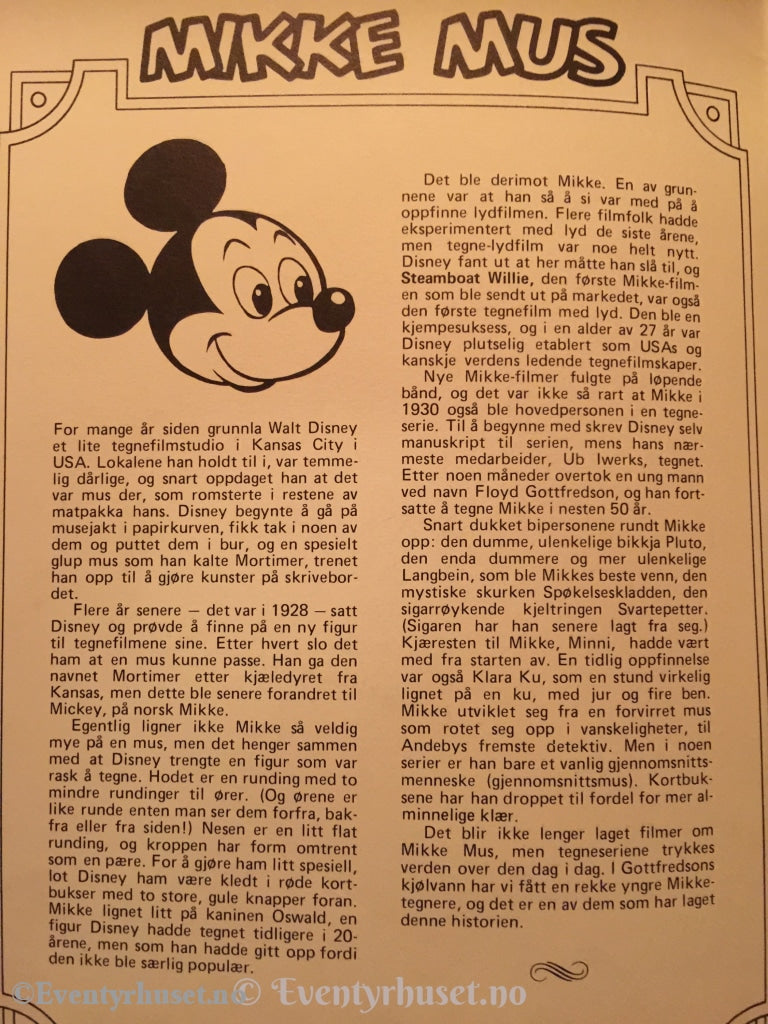 MIKKE MUS
For mange år siden grunnla Walt Disney
et lite tegnefilmstudio i Kansas City i
USA. Lokalene han holdt til i, var temme-
lig dårlige, og snart oppdaget han at det
var mus der, som romsterte i restene av
matpakka hans. Disney begynte å gå på
musejakt i papirkurven, fikk tak i noen av
dem og puttet dem i bur, og en spesielt
glup mus som han kalte Mortimer, trenet
han opp til å gjøre kunster på skrivebor-
det.
Flere år senere – det var i 1928 – satt
Disney og prøvde å finne på en ny figur
til tegnefilmene sine. Etter hvert slo det
ham at en mus kunne passe. Han ga den
navnet Mortimer etter kjæledyret fra
Kansas, men dette ble senere forandret til
Mickey, på norsk Mikke.
Egentlig ligner ikke Mikke så veldig
mye på en mus, men det henger sammen
med at Disney trengte en figur som var
rask å tegne. Hodet er en runding med to
mindre rundinger til ører. (Og ørene er
like runde enten man ser dem forfra, bak-
fra eller fra siden!) Nesen er en litt flat
runding, og kroppen har form omtrent
som en pære. For å gjøre ham litt spesiell,
lot Disney ham være kledt i røde kort-
bukser med to store, gule knapper foran.
Mikke lignet litt på kaninen Oswald, en
figur Disney hadde tegnet tidligere i 20-
årene, men som han hadde gitt opp fordi
den ikke ble særlig populær.
Det ble derimot Mikke. En av grun-
nene var at han så å si var med på å
oppfinne lydfilmen. Flere filmfolk hadde
eksperimentert med lyd de siste årene,
men tegne-lydfilm var noe helt nytt.
Disney fant ut at her måtte han slå til, og
Steamboat Willie, den første Mikke-film-
en som ble sendt ut på markedet, var også
den første tegnefilm med lyd. Den ble en
kjempesuksess, og i en alder av 27 år var
Disney plutselig etablert som USAs og
kanskje verdens ledende tegnefilmskaper.
Nye Mikke-filmer fulgte på løpende
bånd, og det var ikke så rart at Mikke i
1930 også ble hovedpersonen i en tegne-
serie. Til å begynne med skrev Disney selv
manuskript til serien, mens hans nær-
meste medarbeider, Ub Iwerks, tegnet.
Etter noen måneder overtok en ung mann
ved navn Floyd Gottfredson, og han fort-
satte å tegne Mikke i nesten 50 år.
Snart dukket bipersonene rundt Mikke
opp: den dumme, ulenkelige bikkja Pluto,
den enda dummere og mer ulenkelige
Langbein, som ble Mikkes beste venn, den
mystiske skurken Spøkelseskladden, den
sigarrøykende kjeltringen Svartepetter.
(Sigaren har han senere lagt fra seg.)
Kjæresten til Mikke, Minni, hadde vært
med fra starten av. En tidlig oppfinnelse
var også Klara Ku, som en stund virkelig
lignet på en ku, med jur og fire ben.
Mikke utviklet seg fra en forvirret mus
som rotet seg opp i vanskeligheter, til
Andebys fremste detektiv. Men i noen
serier er han bare et vanlig gjennomsnitts-
menneske (gjennomsnittsmus). Kortbuk-
sene har han droppet til fordel for mer al-
minnelige klær.
Det blir ikke lenger laget filmer om
Mikke Mus, men tegneseriene trykkes
verden over den dag i dag. I Gottfredsons
kjølvann har vi fått en rekke yngre Mikke-
tegnere, og det er en av dem som har laget
denne historien.
©Eventyrhuset.no
© Eventyrhuset.no